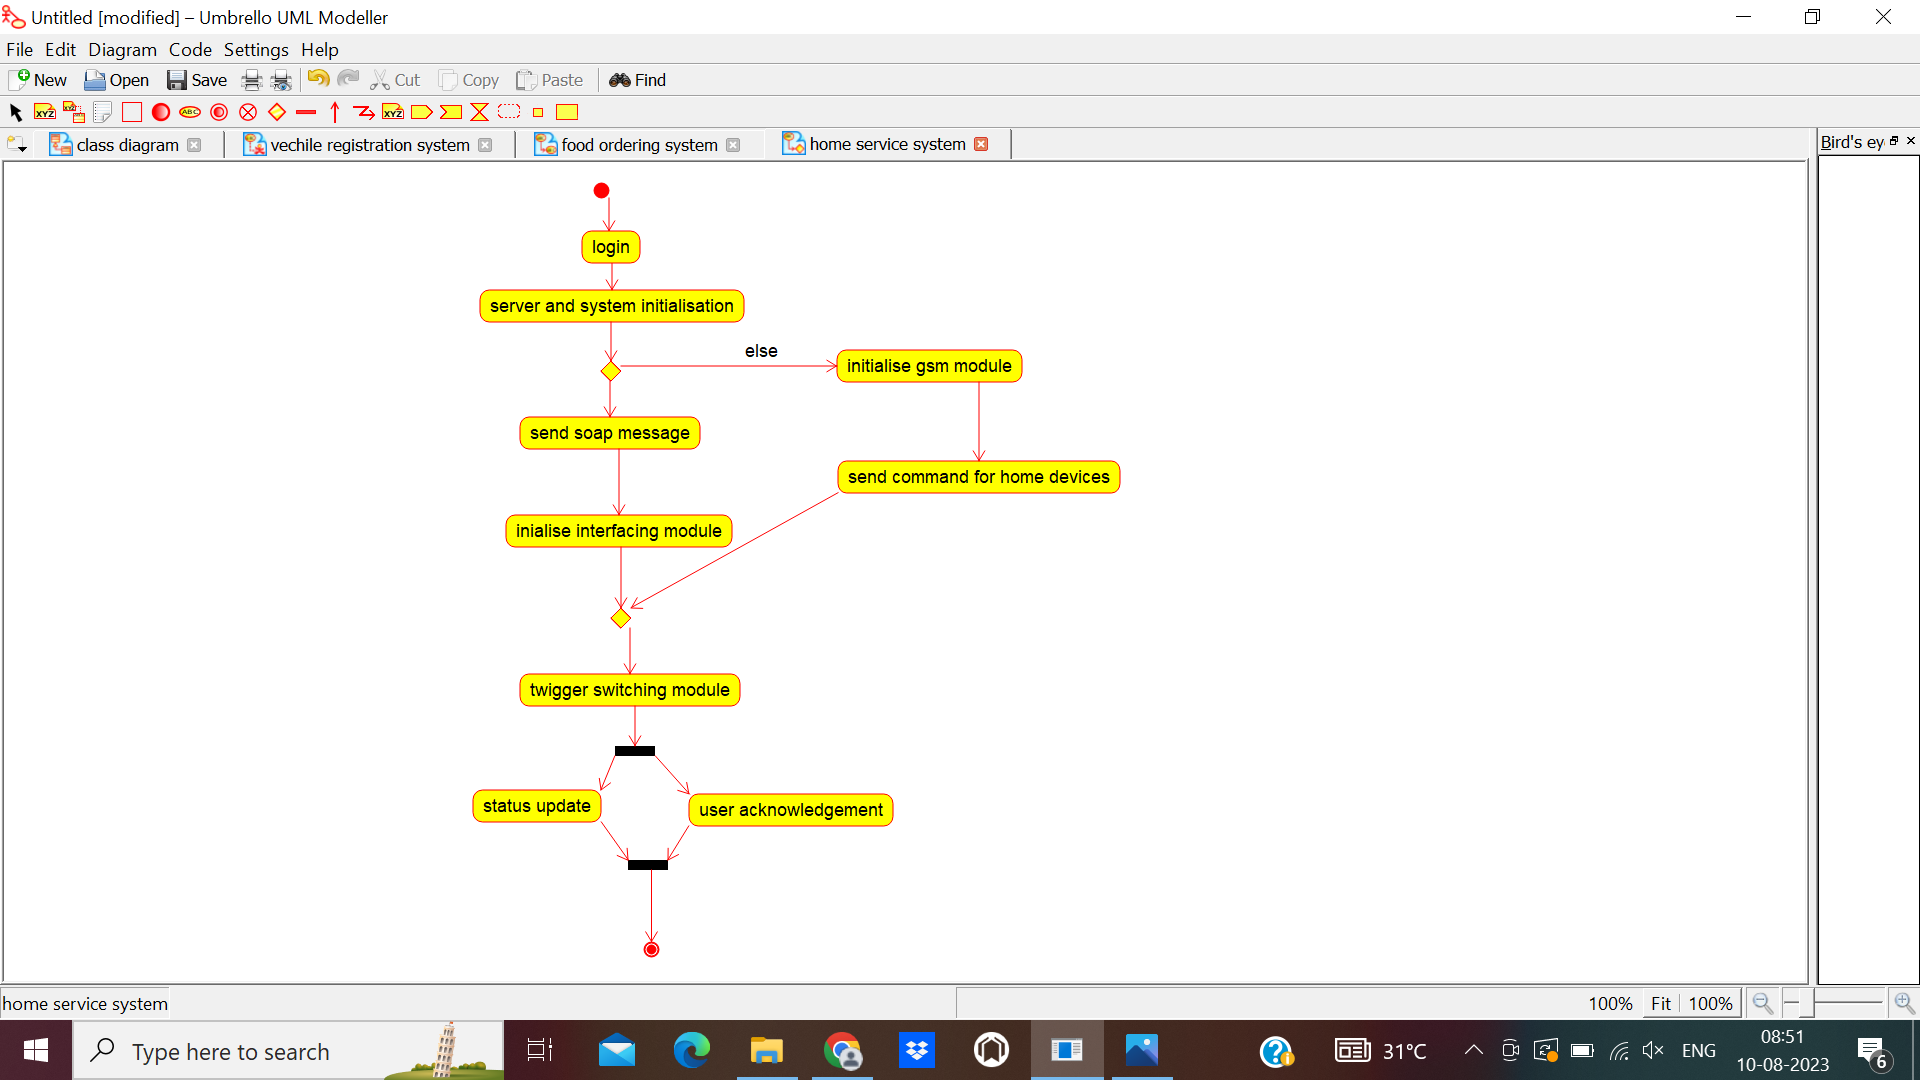 Untitled [modified] – Umbrello UML Modeller
File Edit Diagram Code Settings Help
New Open Save Cut Copy Paste Find
XYZ ABC XYZ
class diagram vechile registration system food ordering system home service system Bird's ey
login
server and system initialisation
else
initialise gsm module
send soap message
send command for home devices
inialise interfacing module
twigger switching module
status update
user acknowledgement
home service system 100% Fit 100%
Type here to search 31°C ENG 08:51
10-08-2023 6